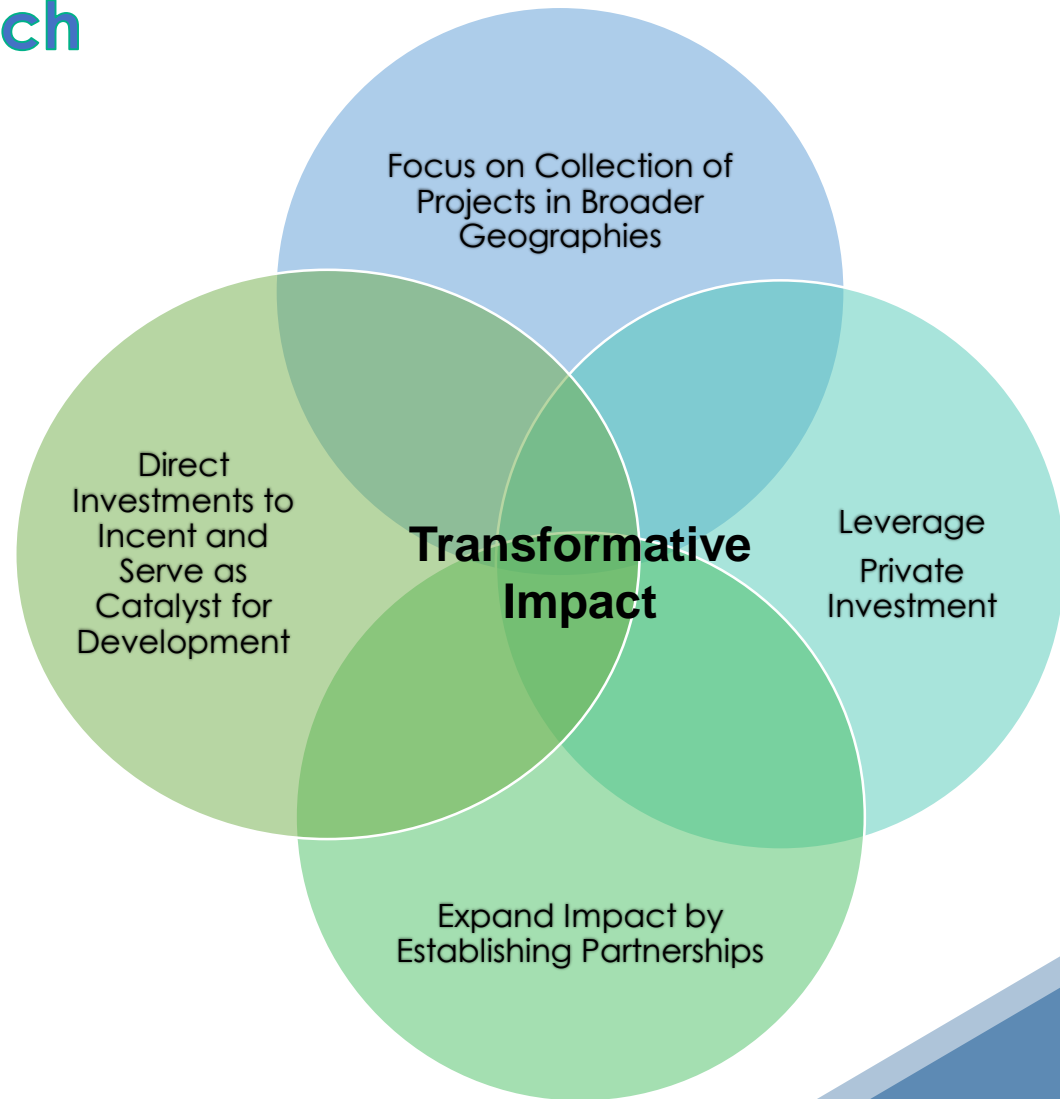 ch
Focus on Collection of
Projects in Broader
Geographies
Direct
Investments to
Incent and
Serve as
Catalyst for
Development
Transformative
Impact
Leverage
Private
Investment
Expand Impact by
Establishing Partnerships